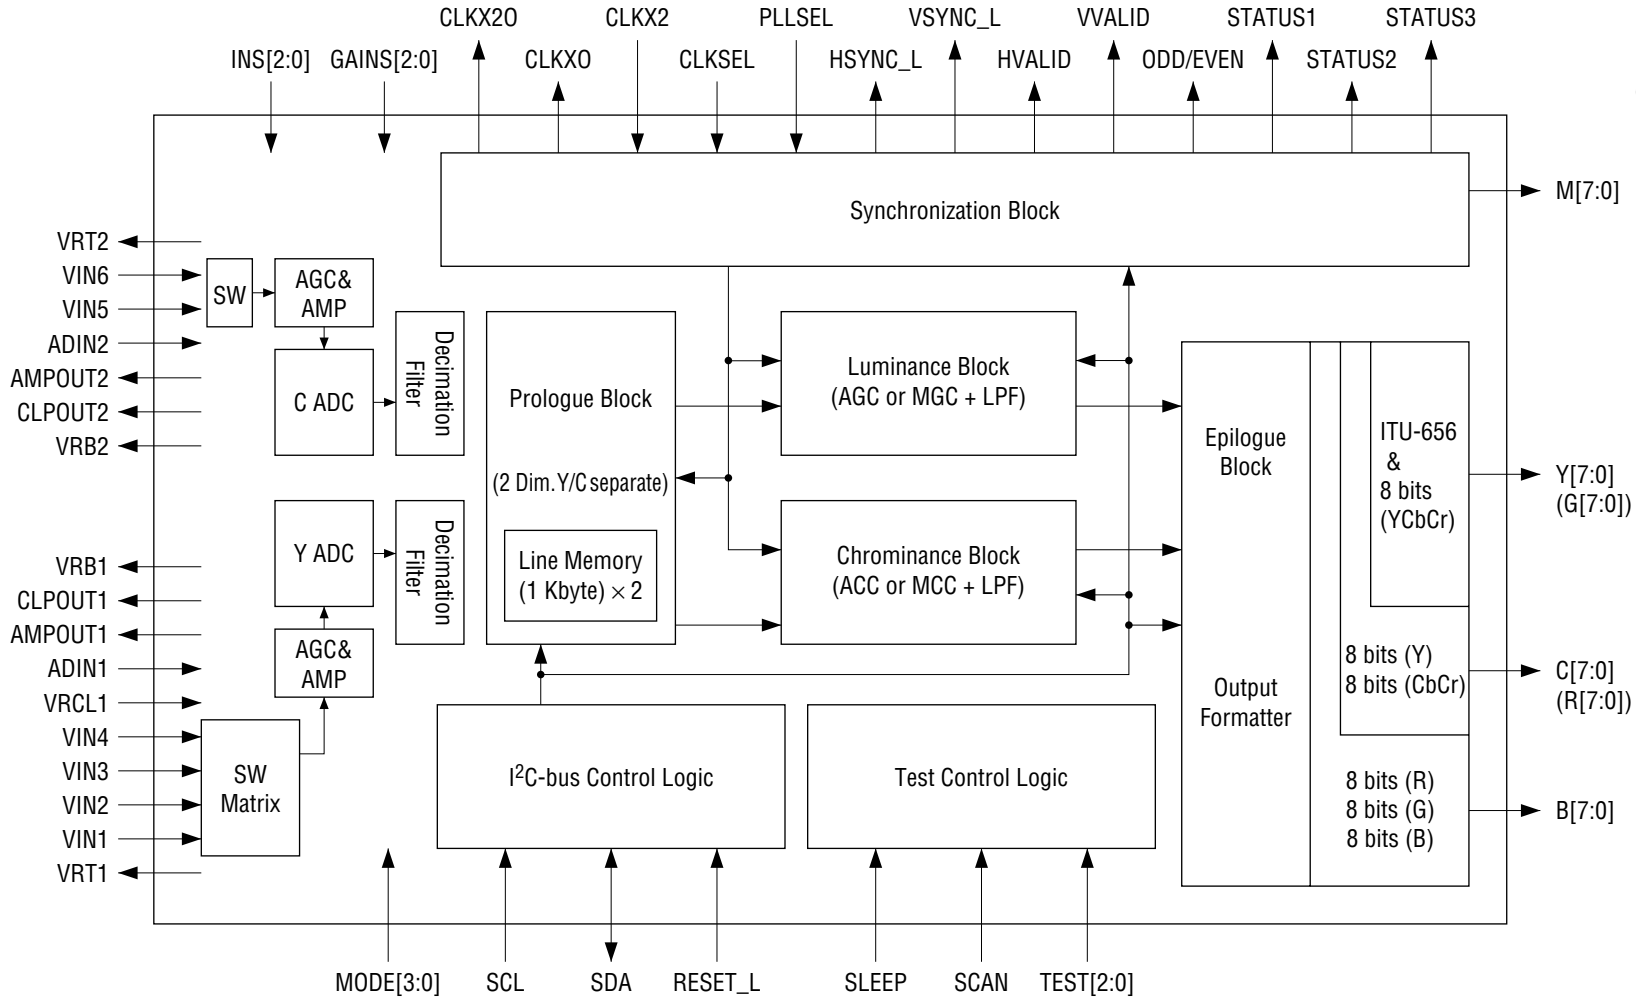 CLKX2O
CLKX2
PLLSEL
VSYNC_L
VVALID
STATUS1
STATUS3
INS[2:0]
GAINS[2:0]
CLKXO
CLKSEL
HSYNC_L
HVALID
ODD/EVEN
STATUS2
Synchronization Block
M[7:0]
VRT2
VIN6
VIN5
ADIN2
AMPOUT2
CLPOUT2
VRB2
SW
AGC&
AMP
C ADC
Decimation
Filter
Prologue Block
(2 Dim.Y/C separate)
Line Memory
(1 Kbyte) × 2
Luminance Block
(AGC or MGC + LPF)
Chrominance Block
(ACC or MCC + LPF)
Epilogue
Block
Output
Formatter
ITU-656
&
8 bits
(YCbCr)
Y[7:0]
(G[7:0])
8 bits (Y)
8 bits (CbCr)
C[7:0]
(R[7:0])
8 bits (R)
8 bits (G)
8 bits (B)
B[7:0]
Y ADC
Decimation
Filter
AGC&
AMP
VRB1
CLPOUT1
AMPOUT1
ADIN1
VRCL1
VIN4
VIN3
VIN2
VIN1
VRT1
SW
Matrix
I²C-bus Control Logic
Test Control Logic
MODE[3:0]
SCL
SDA
RESET_L
SLEEP
SCAN
TEST[2:0]